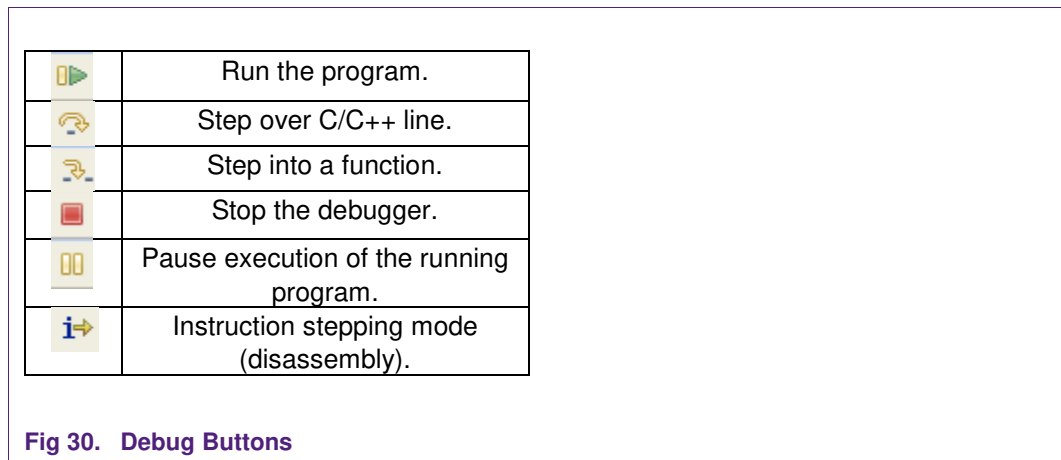 Run the program.
Step over C/C++ line.
Step into a function.
Stop the debugger.
Pause execution of the running
program.
i
Instruction stepping mode
(disassembly).
Fig 30. Debug Buttons